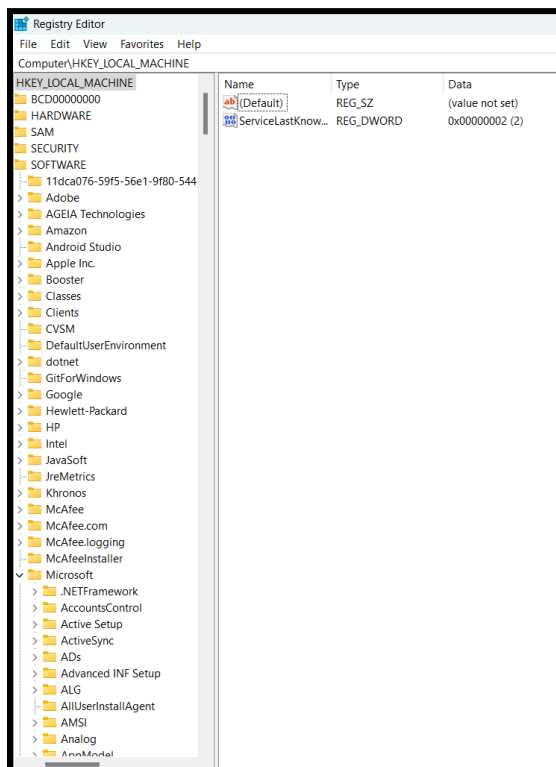 Registry Editor
File Edit View Favorites Help
Computer\HKEY_LOCAL_MACHINE
HKEY_LOCAL_MACHINE
BCD00000000
HARDWARE
SAM
SECURITY
SOFTWARE
11dca076-59f5-56e1-9f80-544
Adobe
AGEIA Technologies
Amazon
Android Studio
Apple Inc.
Booster
Classes
Clients
CVSM
DefaultUserEnvironment
dotnet
GitForWindows
Google
Hewlett-Packard
HP
Intel
JavaSoft
JreMetrics
Khronos
McAfee
McAfee.com
McAfee.logging
McAfeeInstaller
Microsoft
.NETFramework
AccountsControl
Active Setup
ActiveSync
ADs
Advanced INF Setup
ALG
AllUserInstallAgent
AMSI
Analog
AppModel
Name Type Data
(Default) REG_SZ (value not set)
ServiceLastKnow... REG_DWORD 0x00000002 (2)